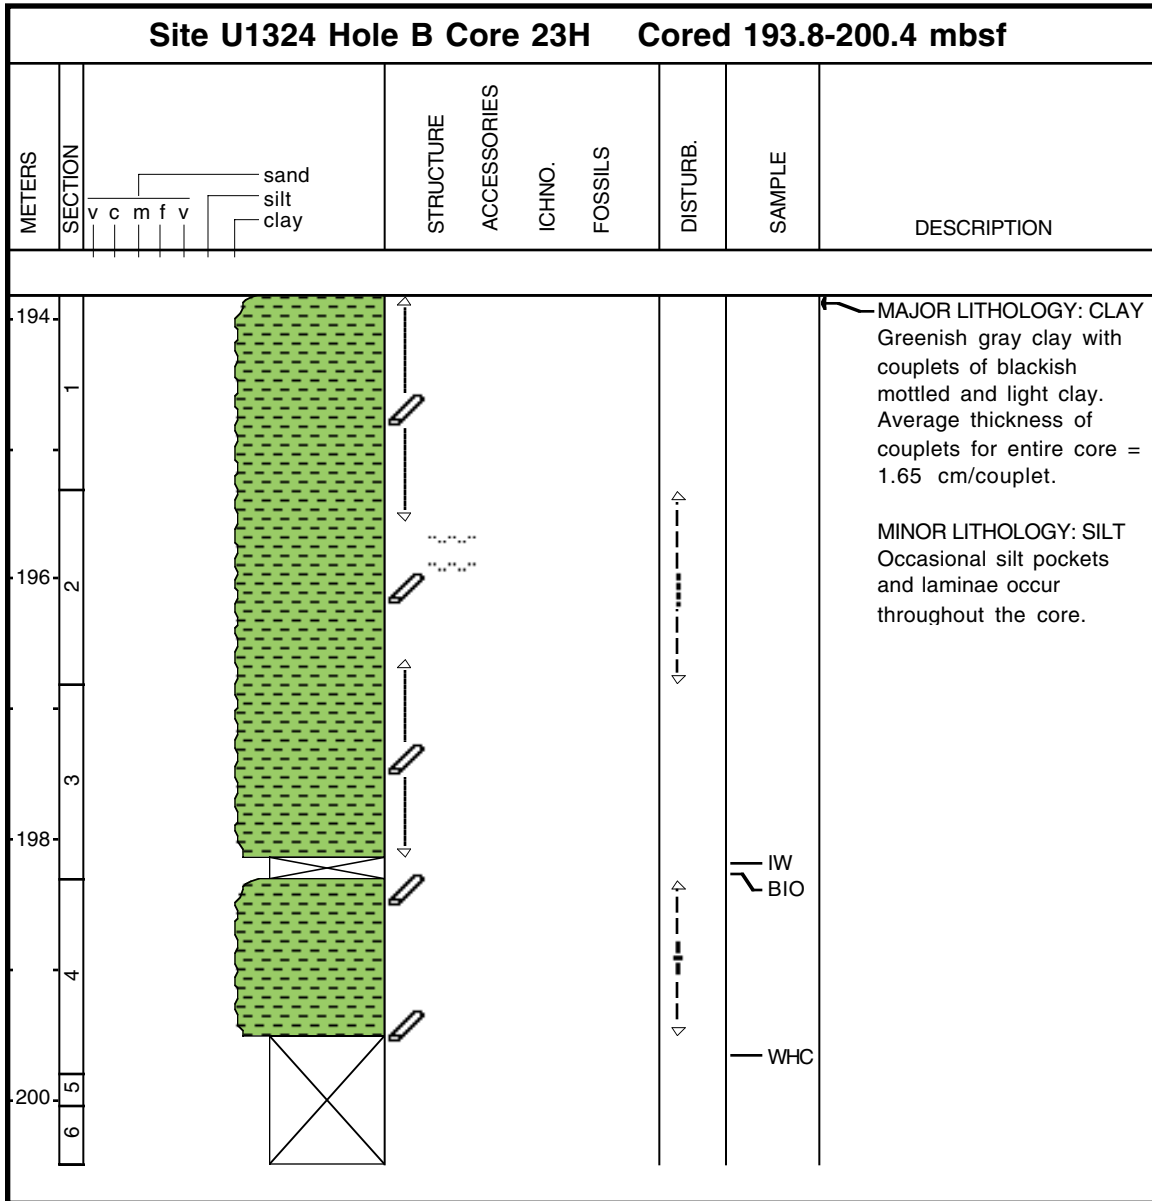 Site U1324 Hole B Core 23H Cored 193.8-200.4 mbsf
METERS
SECTION
v c m f v
sand
silt
clay
STRUCTURE
ACCESSORIES
ICHNO.
FOSSILS
DISTURB.
SAMPLE
DESCRIPTION
194
196
198
200
1
2
3
4
5
6
IW
BIO
WHC
MAJOR LITHOLOGY: CLAY
Greenish gray clay with
couplets of blackish
mottled and light clay.
Average thickness of
couplets for entire core =
1.65 cm/couplet.
MINOR LITHOLOGY: SILT
Occasional silt pockets
and laminae occur
throughout the core.